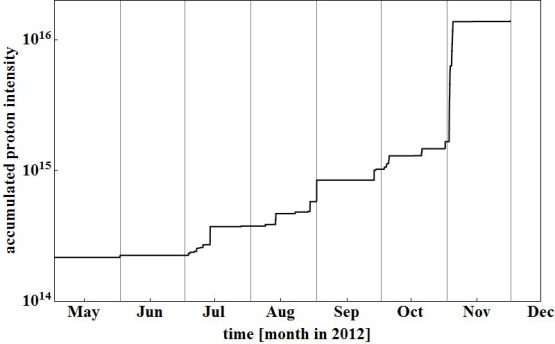 accumulated proton intensity
10^16
10^15
10^14
May Jun Jul Aug Sep Oct Nov Dec
time [month in 2012]